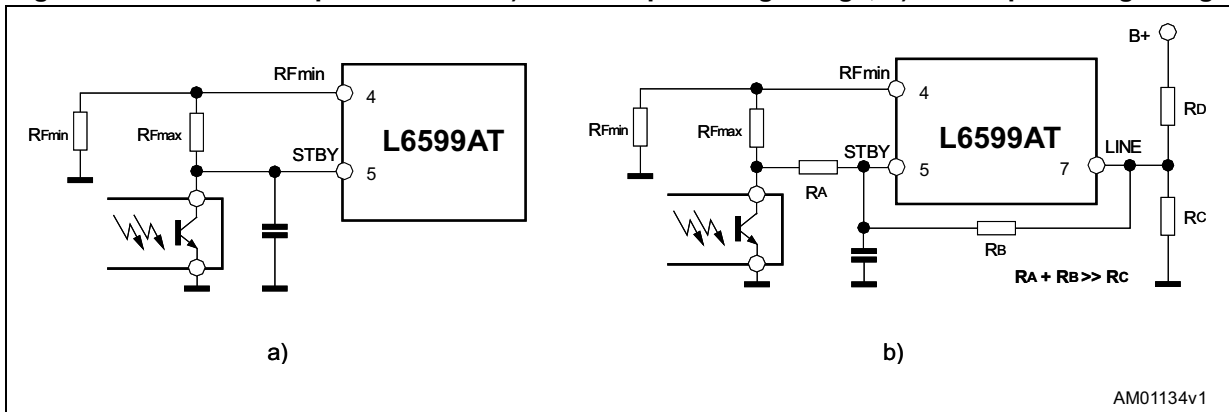 RFmin
4
L6599AT
RFmin
RFmax
STBY
5
a)
B+
RFmin
4
L6599AT
RD
RFmin
RFmax
STBY
5
7
LINE
RA
RB
RC
RA + RB >> RC
b)
AM01134v1